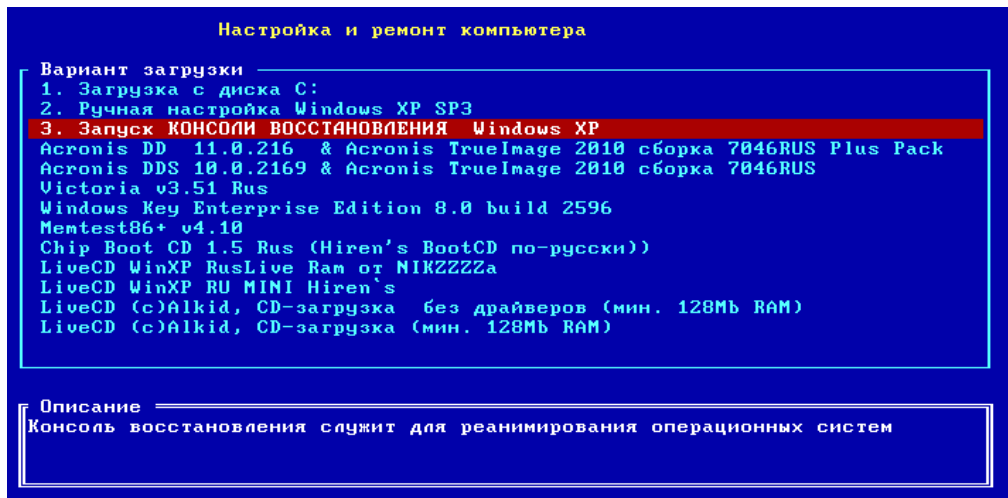 Настройка и ремонт компьютера
Вариант загрузки
1. Загрузка с диска C:
2. Ручная настройка Windows XP SP3
3. Запуск КОНСОЛИ ВОССТАНОВЛЕНИЯ Windows XP
Acronis DD 11.0.216 & Acronis TrueImage 2010 сборка 7046RUS Plus Pack
Acronis DDS 10.0.2169 & Acronis TrueImage 2010 сборка 7046RUS
Victoria v3.51 Rus
Windows Key Enterprise Edition 8.0 build 2596
Memtest86+ v4.10
Chip Boot CD 1.5 Rus (Hiren's BootCD по-русски))
LiveCD WinXP RusLive Ram от NIKZZZZa
LiveCD WinXP RU MINI Hiren`s
LiveCD (c)Alkid, CD-загрузка без драйверов (мин. 128Mb RAM)
LiveCD (c)Alkid, CD-загрузка (мин. 128Mb RAM)
Описание
Консоль восстановления служит для реанимирования операционных систем